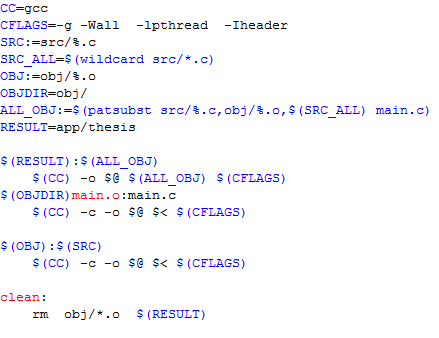 CC=gcc
CFLAGS=-g -Wall  -lpthread  -Iheader
SRC:=src/%.c
SRC_ALL=$(wildcard src/*.c)
OBJ:=obj/%.o
OBJDIR=obj/
ALL_OBJ:=$(patsubst src/%.c,obj/%.o,$(SRC_ALL) main.c)
RESULT=app/thesis
$(RESULT):$(ALL_OBJ)
    $(CC) -o $@ $(ALL_OBJ) $(CFLAGS)
$(OBJDIR)main.o:main.c
    $(CC) -c -o $@ $< $(CFLAGS)
$(OBJ):$(SRC)
    $(CC) -c -o $@ $< $(CFLAGS)
clean:
    rm  obj/*.o  $(RESULT)